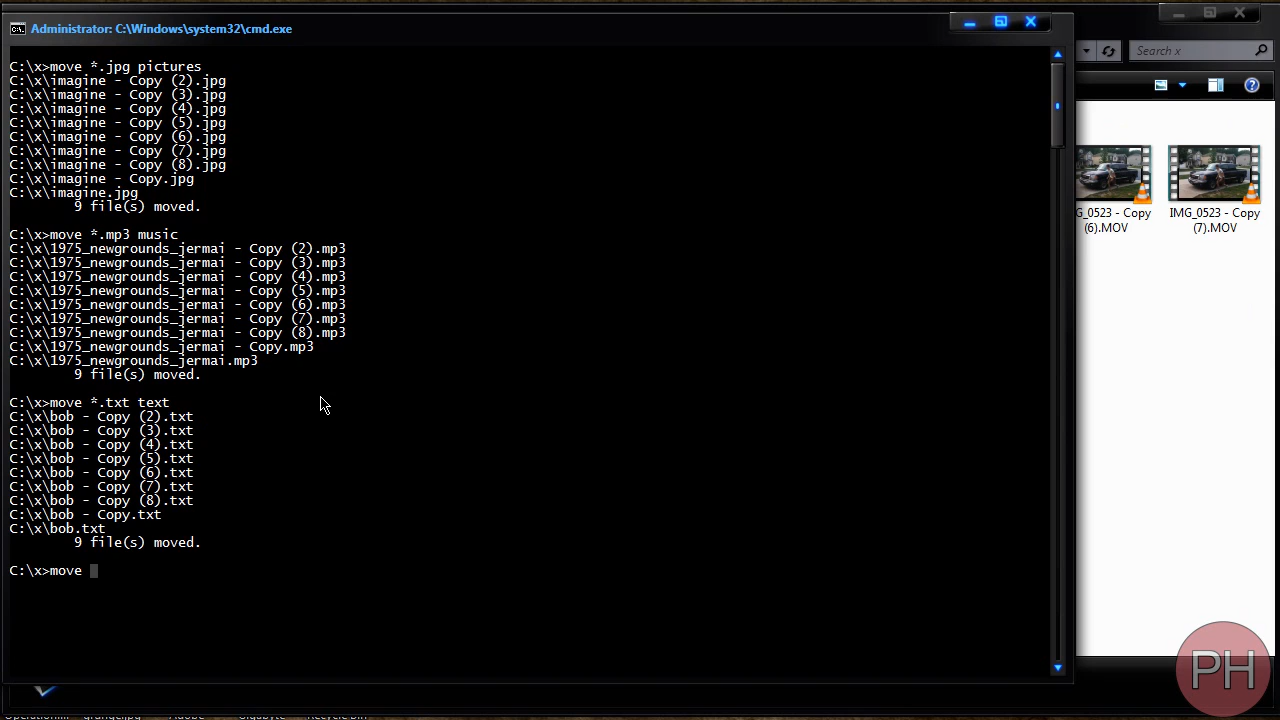 Administrator: C:\Windows\system32\cmd.exe
Search x
C:\x>move *.jpg pictures
C:\x\imagine - Copy (2).jpg
C:\x\imagine - Copy (3).jpg
C:\x\imagine - Copy (4).jpg
C:\x\imagine - Copy (5).jpg
C:\x\imagine - Copy (6).jpg
C:\x\imagine - Copy (7).jpg
C:\x\imagine - Copy (8).jpg
C:\x\imagine - Copy.jpg
C:\x\imagine.jpg
9 file(s) moved.
C:\x>move *.mp3 music
C:\x\1975_newgrounds_jermai - Copy (2).mp3
C:\x\1975_newgrounds_jermai - Copy (3).mp3
C:\x\1975_newgrounds_jermai - Copy (4).mp3
C:\x\1975_newgrounds_jermai - Copy (5).mp3
C:\x\1975_newgrounds_jermai - Copy (6).mp3
C:\x\1975_newgrounds_jermai - Copy (7).mp3
C:\x\1975_newgrounds_jermai - Copy (8).mp3
C:\x\1975_newgrounds_jermai - Copy.mp3
C:\x\1975_newgrounds_jermai.mp3
9 file(s) moved.
C:\x>move *.txt text
C:\x\bob - Copy (2).txt
C:\x\bob - Copy (3).txt
C:\x\bob - Copy (4).txt
C:\x\bob - Copy (5).txt
C:\x\bob - Copy (6).txt
C:\x\bob - Copy (7).txt
C:\x\bob - Copy (8).txt
C:\x\bob - Copy.txt
C:\x\bob.txt
9 file(s) moved.
C:\x>move
G_0523 - Copy
(6).MOV
IMG_0523 - Copy
(7).MOV
PH